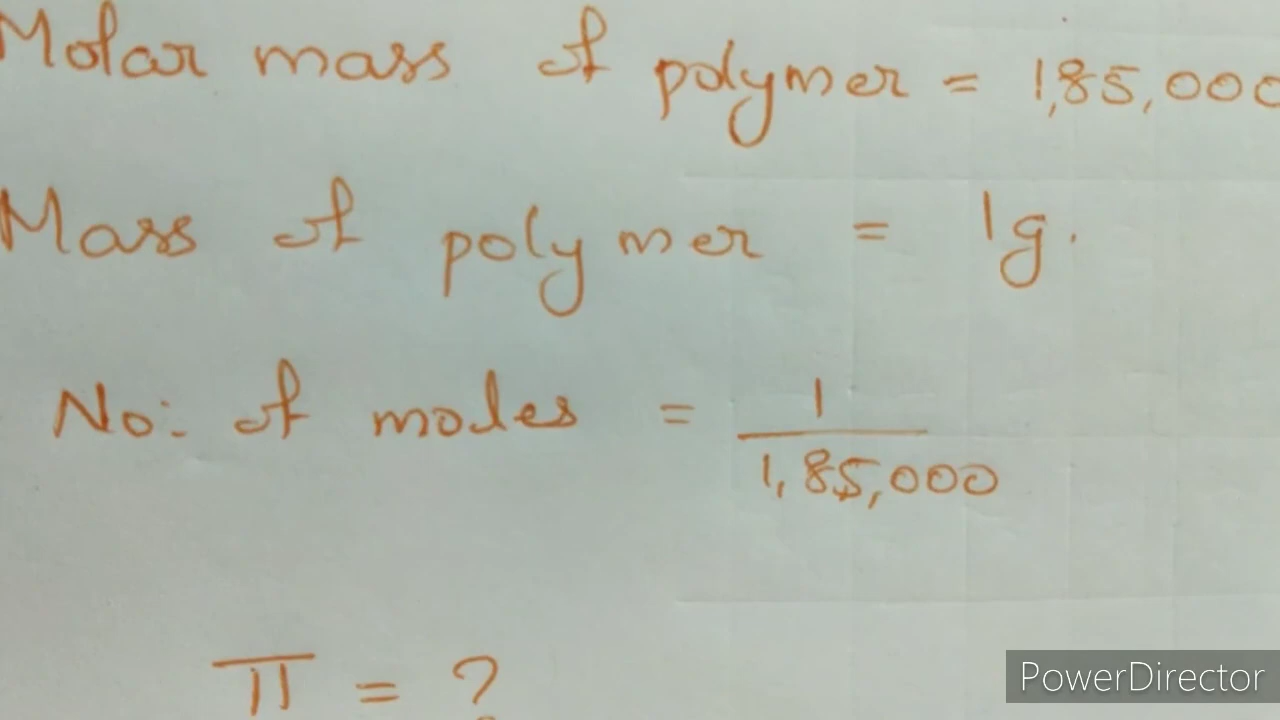 Molar mass of polymer = 1,85,000
Mass of polymer = 1g.
No: of moles = 1
1,85,000
π = ?
PowerDirector